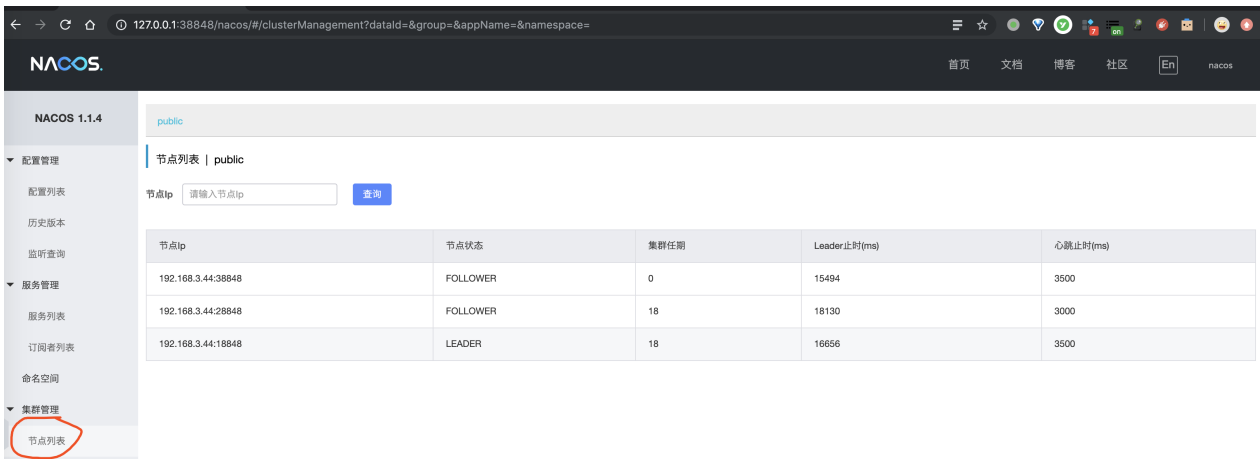 127.0.0.1:38848/nacos/#/clusterManagement?dataId=&group=&appName=&namespace=
7
on
NACOS.
首页 文档 博客 社区 En nacos
NACOS 1.1.4
public
配置管理
节点列表 | public
配置列表
节点Ip 请输入节点Ip 查询
历史版本
监听查询
服务管理
服务列表
订阅者列表
命名空间
集群管理
节点列表
节点Ip 节点状态 集群任期 Leader止时(ms) 心跳止时(ms)
192.168.3.44:38848 FOLLOWER 0 15494 3500
192.168.3.44:28848 FOLLOWER 18 18130 3000
192.168.3.44:18848 LEADER 18 16656 3500